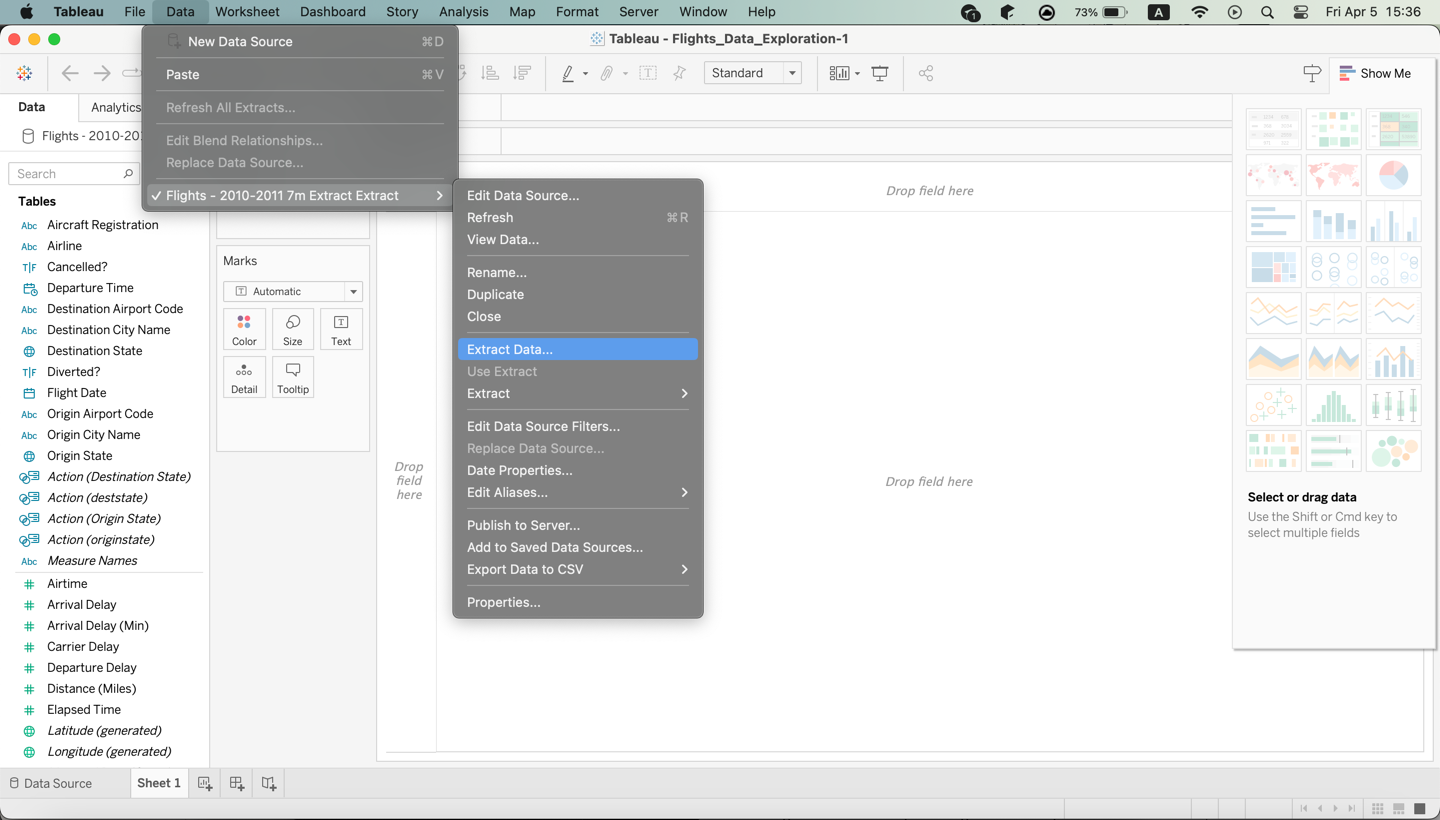 Tableau File Data Worksheet Dashboard Story Analysis Map Format Server Window Help 1 73% A Fri Apr 5 15:36
Tableau - Flights_Data_Exploration-1
Standard
Show Me
Data Analytics
Flights - 2010-201
Search
Tables
Abc Aircraft Registration
Abc Airline
T|F Cancelled?
Departure Time
Abc Destination Airport Code
Abc Destination City Name
Destination State
T|F Diverted?
Flight Date
Abc Origin Airport Code
Abc Origin City Name
Origin State
Action (Destination State)
Action (deststate)
Action (Origin State)
Action (originstate)
Abc Measure Names
Airtime
Arrival Delay
Arrival Delay (Min)
Carrier Delay
Departure Delay
Distance (Miles)
Elapsed Time
Latitude (generated)
Longitude (generated)
New Data Source ⌘D
Paste ⌘V
Refresh All Extracts...
Edit Blend Relationships...
Replace Data Source...
✓ Flights - 2010-2011 7m Extract Extract
Edit Data Source...
Refresh ⌘R
View Data...
Rename...
Duplicate
Close
Extract Data...
Use Extract
Extract
Edit Data Source Filters...
Replace Data Source...
Date Properties...
Edit Aliases...
Publish to Server...
Add to Saved Data Sources...
Export Data to CSV
Properties...
Marks
Automatic
Color Size Text
Detail Tooltip
Drop field here
Drop
field
here
Drop field here
Select or drag data
Use the Shift or Cmd key to
select multiple fields
Data Source Sheet 1